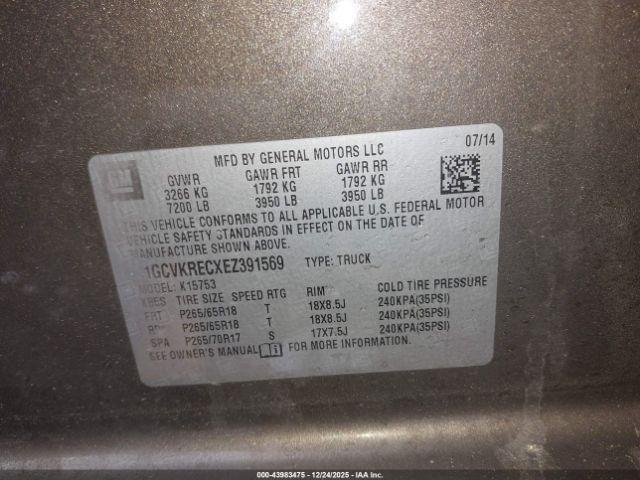 GM
MFD BY GENERAL MOTORS LLC 07/14
GVWR GAWR FRT GAWR RR
3266 KG 1792 KG 1792 KG
7200 LB 3950 LB 3950 LB
THIS VEHICLE CONFORMS TO ALL APPLICABLE U.S. FEDERAL MOTOR
VEHICLE SAFETY STANDARDS IN EFFECT ON THE DATE OF
MANUFACTURE SHOWN ABOVE.
1GCVKRECXEZ391569 TYPE: TRUCK
MODEL: K15753
TIRE SIZE SPEED RTG RIM COLD TIRE PRESSURE
FRT P265/65R18 T 18X8.5J 240KPA(35PSI)
P265/65R18 T 18X8.5J 240KPA(35PSI)
SPA P265/70R17 S 17X7.5J 240KPA(35PSI)
SEE OWNER'S MANUAL
000-43983475 - 12/24/2025 - IAA Inc.